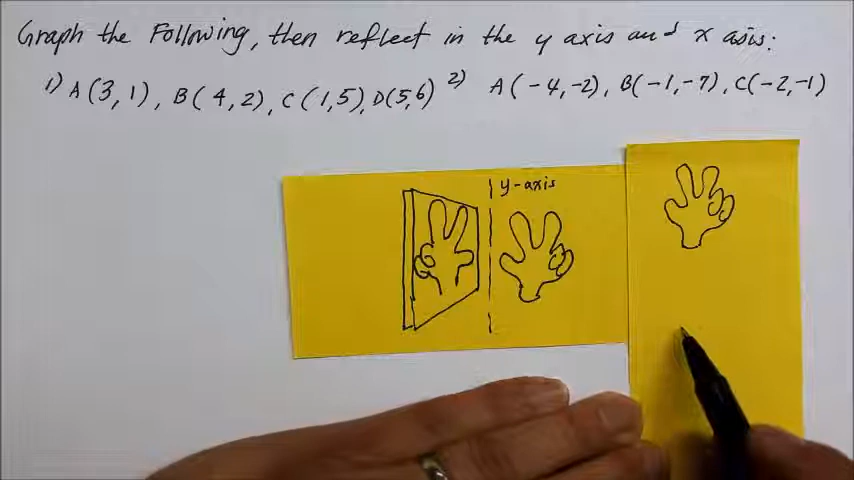 Graph the Following, then reflect in the y axis and x asis:
1) A(3, 1), B(4, 2), C(1,5), D(5,6) 2) A(-4,-2), B(-1,-7), C(-2,-1)
y-axis